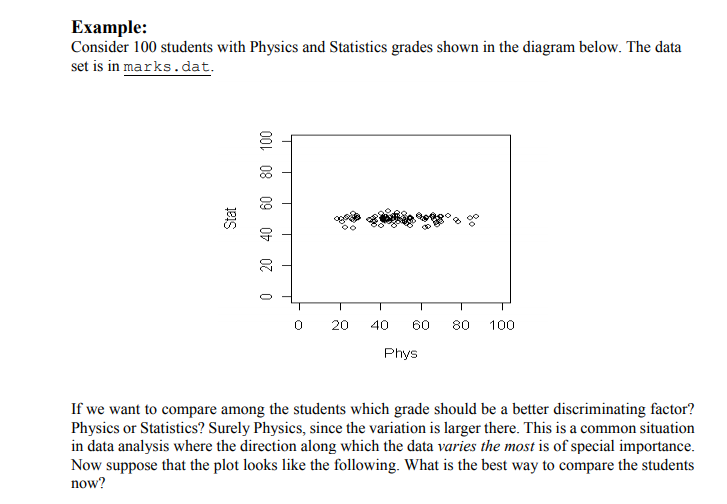 Example:
Consider 100 students with Physics and Statistics grades shown in the diagram below. The data
set is in marks.dat.
100
80
60
40
20
0
Stat
0 20 40 60 80 100
Phys
If we want to compare among the students which grade should be a better discriminating factor?
Physics or Statistics? Surely Physics, since the variation is larger there. This is a common situation
in data analysis where the direction along which the data varies the most is of special importance.
Now suppose that the plot looks like the following. What is the best way to compare the students
now?